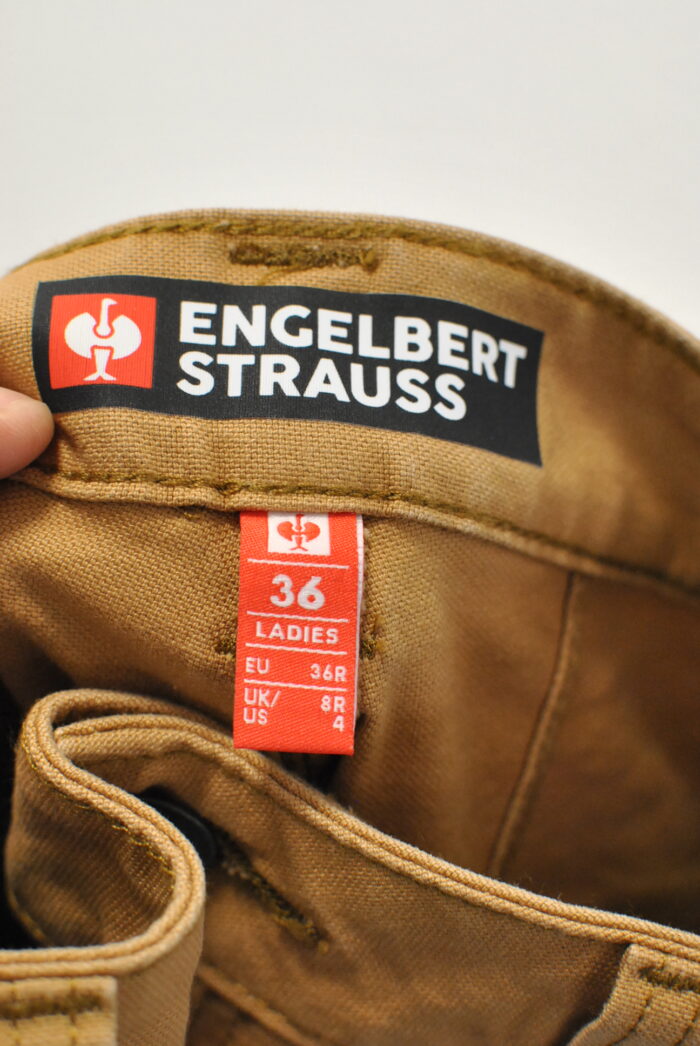 ENGELBERT
STRAUSS
36
LADIES
EU 36R
UK/ 8R
US 4